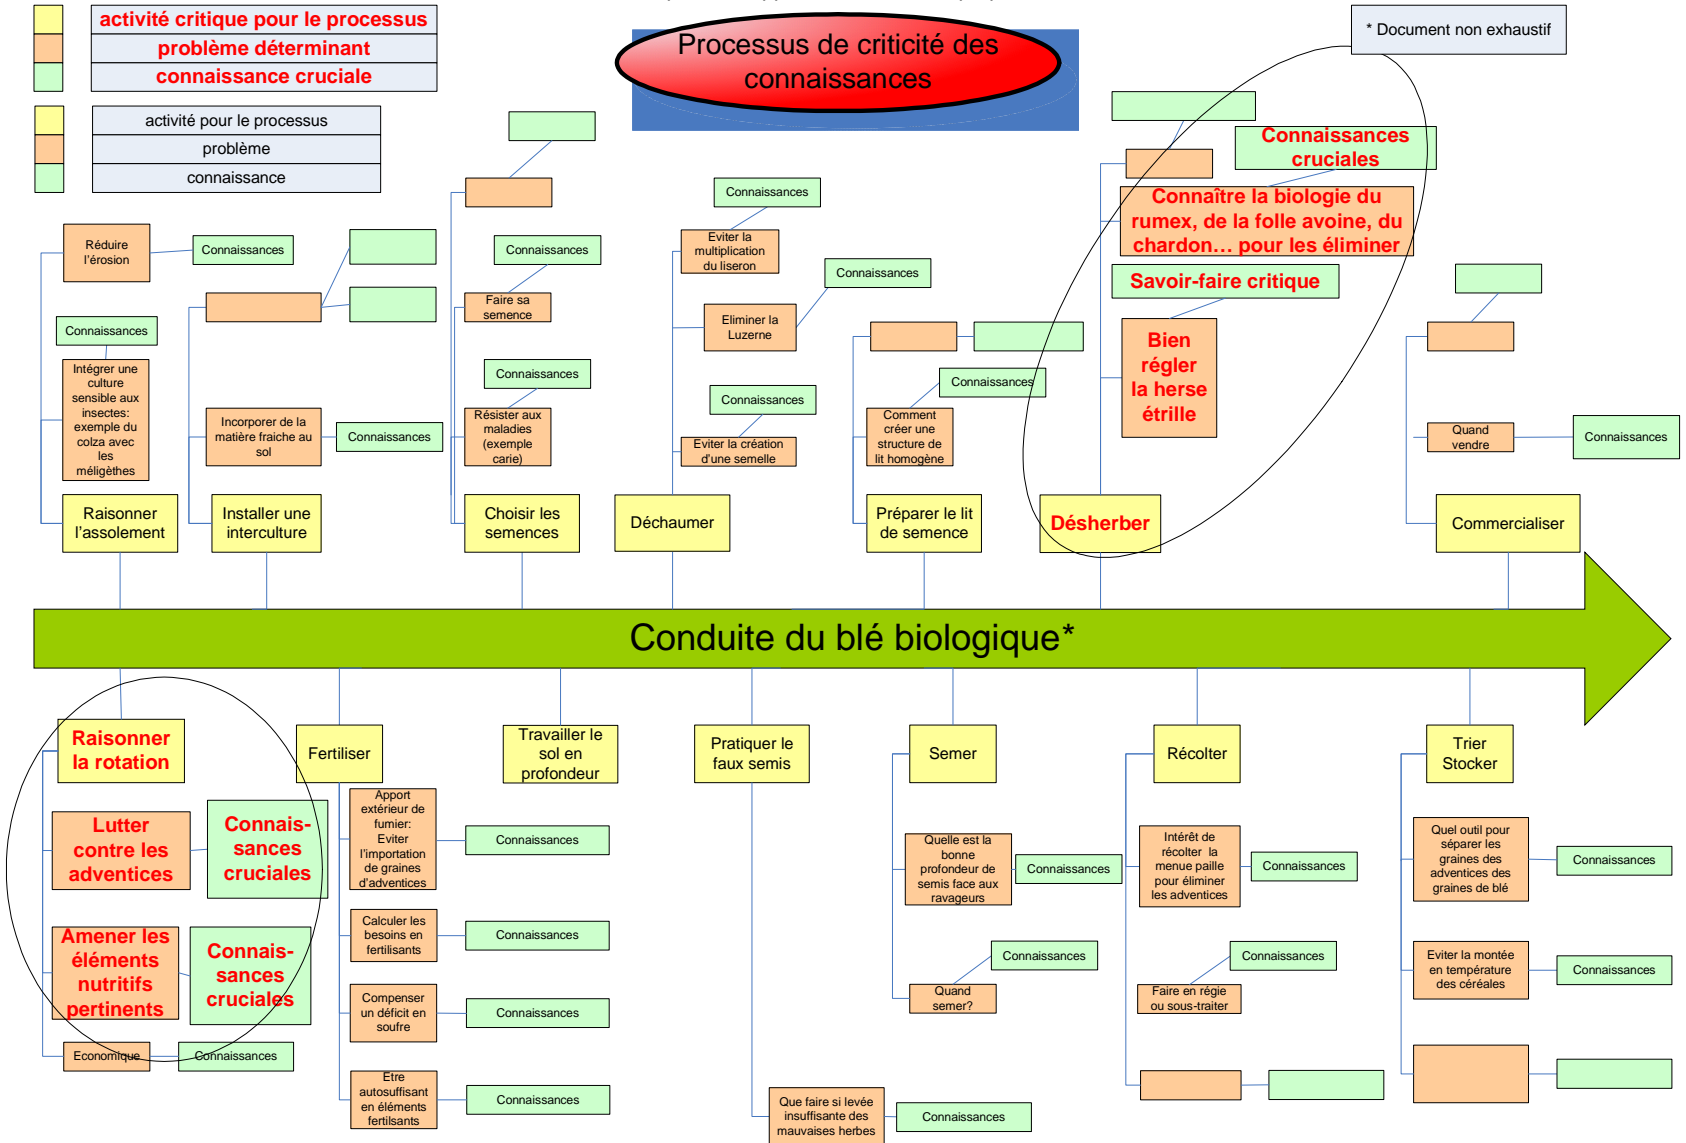 activité critique pour le processus
problème déterminant
connaissance cruciale
activité pour le processus
problème
connaissance
Processus de criticité des
connaissances
* Document non exhaustif
Réduire
l'érosion
Connaissances
Connaissances
Intégrer une
culture
sensible aux
insectes:
exemple du
colza avec
les
méligèthes
Raisonner
l'assolement
Incorporer de la
matière fraiche au
sol
Connaissances
Installer une
interculture
Connaissances
Faire sa
semence
Connaissances
Résister aux
maladies
(exemple
carie)
Choisir les
semences
Connaissances
Eviter la
multiplication
du liseron
Connaissances
Eliminer la
Luzerne
Connaissances
Eviter la création
d'une semelle
Déchaumer
Connaissances
Comment
créer une
structure de
lit homogène
Préparer le lit
de semence
Connaissances
cruciales
Connaître la biologie du
rumex, de la folle avoine, du
chardon… pour les éliminer
Savoir-faire critique
Bien
régler
la herse
étrille
Désherber
Quand
vendre
Connaissances
Commercialiser
Conduite du blé biologique*
Raisonner
la rotation
Lutter
contre les
adventices
Connais-
sances
cruciales
Amener les
éléments
nutritifs
pertinents
Connais-
sances
cruciales
Economique
Connaissances
Fertiliser
Apport
extérieur de
fumier:
Eviter
l'importation
de graines
d'adventices
Connaissances
Calculer les
besoins en
fertilisants
Connaissances
Compenser
un déficit en
soufre
Connaissances
Etre
autosuffisant
en éléments
fertilsants
Connaissances
Travailler le
sol en
profondeur
Pratiquer le
faux semis
Que faire si levée
insuffisante des
mauvaises herbes
Connaissances
Semer
Quelle est la
bonne
profondeur de
semis face aux
ravageurs
Connaissances
Connaissances
Quand
semer?
Récolter
Intérêt de
récolter la
menue paille
pour éliminer
les adventices
Connaissances
Connaissances
Faire en régie
ou sous-traiter
Trier
Stocker
Quel outil pour
séparer les
graines des
adventices des
graines de blé
Connaissances
Eviter la montée
en température
des céréales
Connaissances